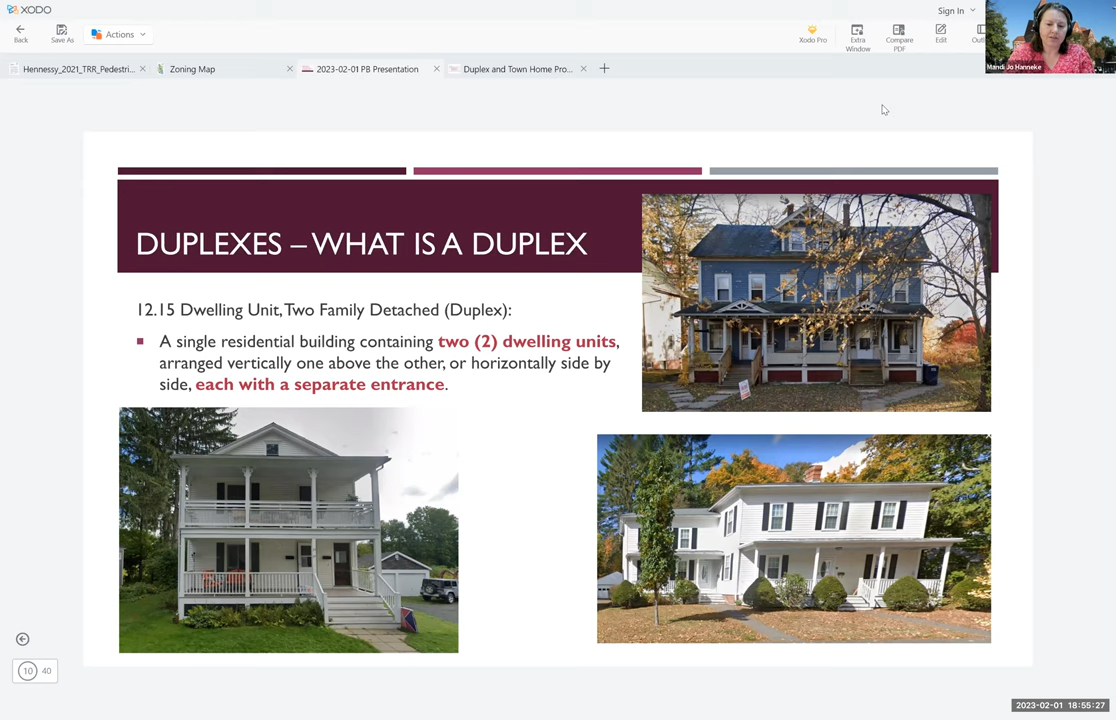 XODO
Sign In
Back
Save As
Actions
Xodo Pro
Extra
Window
Compare
PDF
Edit
Mandi Jo Hanneke
Hennessy_2021_TRR_Pedestri...
Zoning Map
2023-02-01 PB Presentation
Duplex and Town Home Pro...
DUPLEXES – WHAT IS A DUPLEX
12.15 Dwelling Unit, Two Family Detached (Duplex):
A single residential building containing two (2) dwelling units,
arranged vertically one above the other, or horizontally side by
side, each with a separate entrance.
10 40
2023-02-01 18:55:27